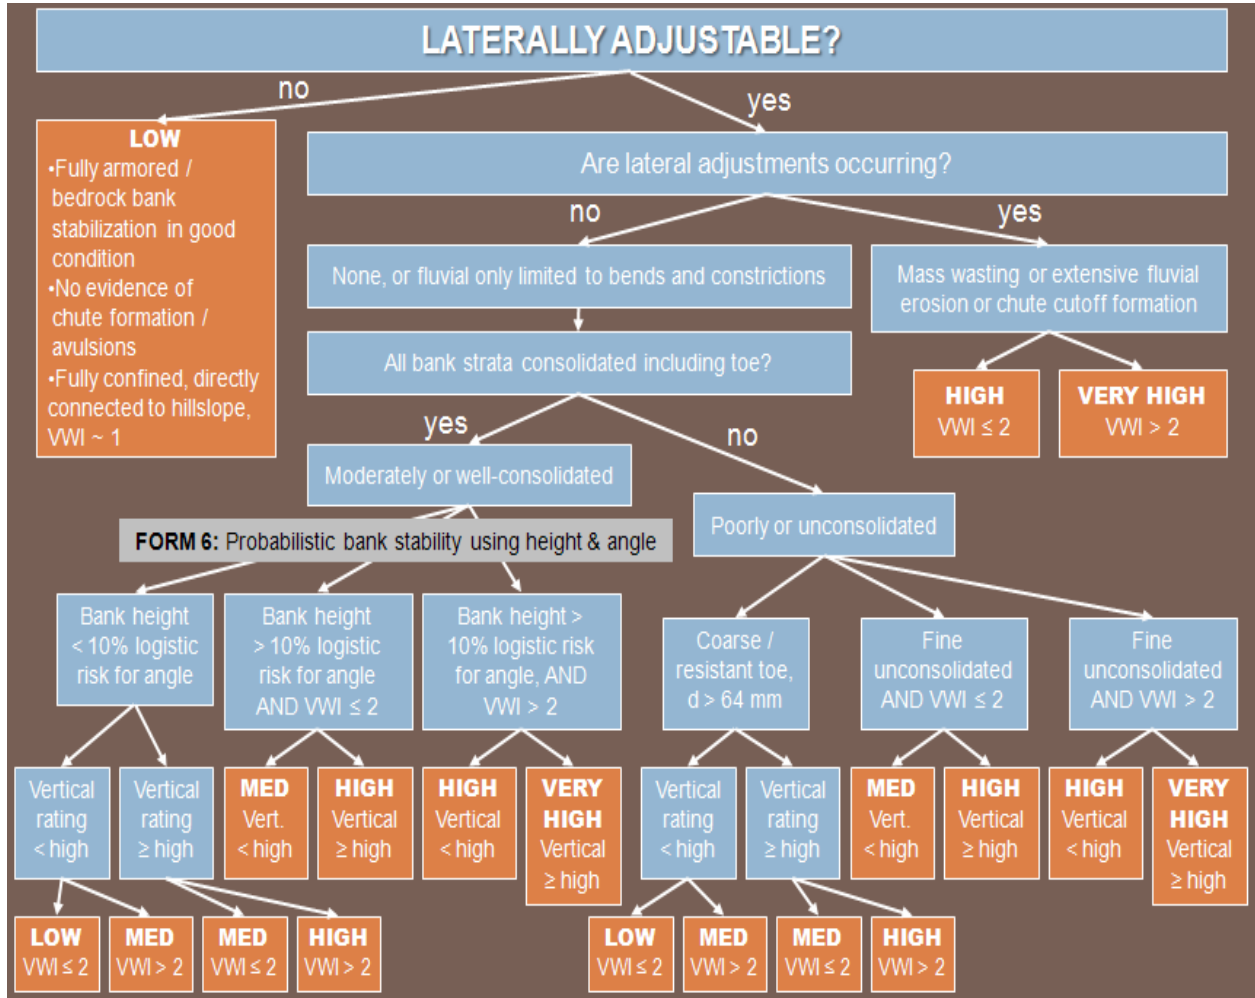 LATERALLY ADJUSTABLE?
no
yes
LOW
•Fully armored /
bedrock bank
stabilization in good
condition
•No evidence of
chute formation /
avulsions
•Fully confined, directly
connected to hillslope,
VWI ~ 1
Are lateral adjustments occurring?
no
yes
None, or fluvial only limited to bends and constrictions
Mass wasting or extensive fluvial
erosion or chute cutoff formation
All bank strata consolidated including toe?
HIGH
VWI ≤ 2
VERY HIGH
VWI > 2
yes
no
Moderately or well-consolidated
Poorly or unconsolidated
FORM 6: Probabilistic bank stability using height & angle
Bank height
< 10% logistic
risk for angle
Bank height
> 10% logistic
risk for angle
AND VWI ≤ 2
Bank height >
10% logistic risk
for angle, AND
VWI > 2
Coarse /
resistant toe,
d > 64 mm
Fine
unconsolidated
AND VWI ≤ 2
Fine
unconsolidated
AND VWI > 2
Vertical
rating
< high
Vertical
rating
≥ high
MED
Vert.
< high
HIGH
Vertical
≥ high
HIGH
Vertical
< high
VERY
HIGH
Vertical
≥ high
Vertical
rating
< high
Vertical
rating
≥ high
MED
Vert.
< high
HIGH
Vertical
≥ high
HIGH
Vertical
< high
VERY
HIGH
Vertical
≥ high
LOW
VWI ≤ 2
MED
VWI > 2
MED
VWI ≤ 2
HIGH
VWI > 2
LOW
VWI ≤ 2
MED
VWI > 2
MED
VWI ≤ 2
HIGH
VWI > 2